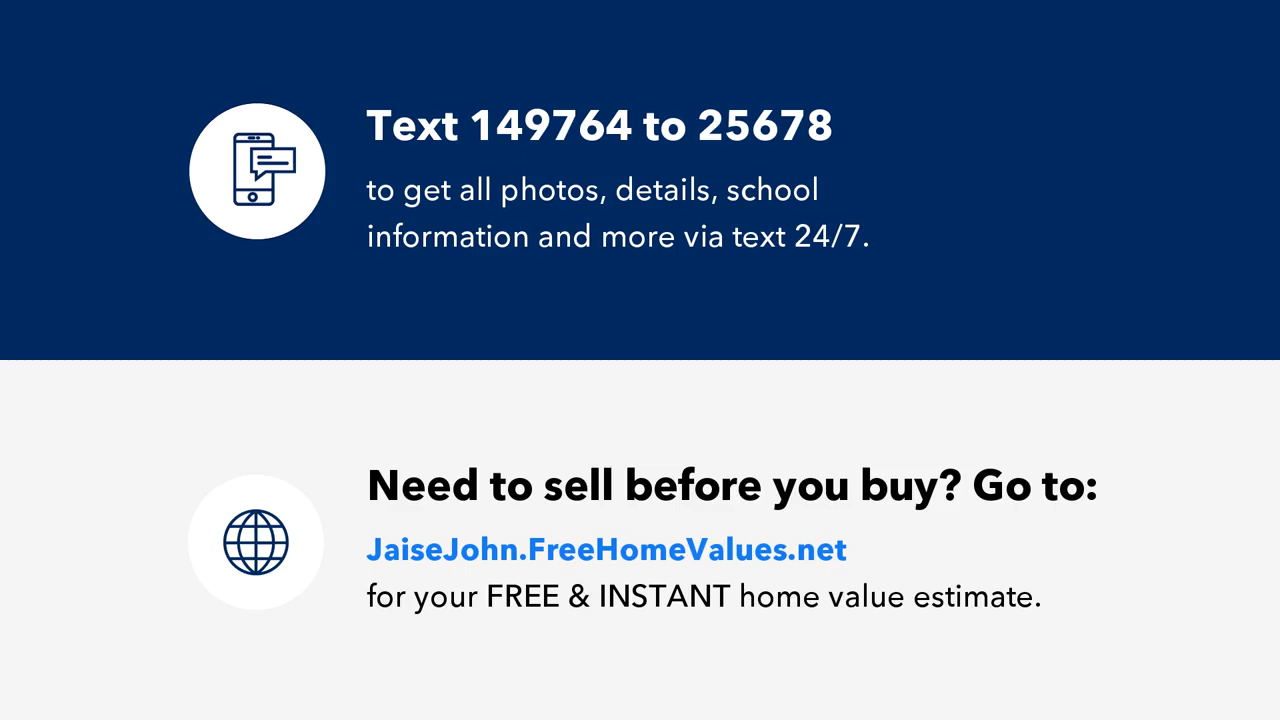 Text 149764 to 25678
to get all photos, details, school
information and more via text 24/7.
Need to sell before you buy? Go to:
JaiseJohn.FreeHomeValues.net
for your FREE & INSTANT home value estimate.